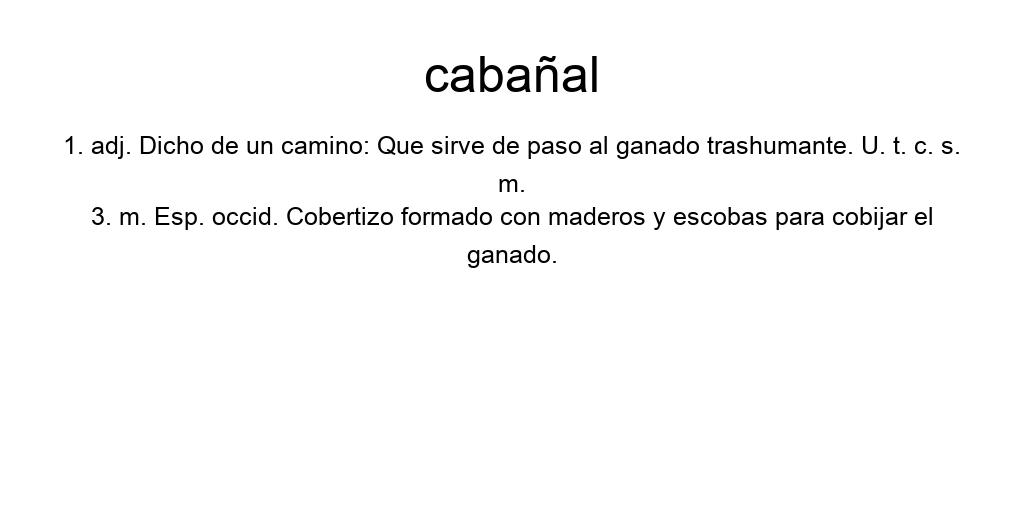 cabañal
1. adj. Dicho de un camino: Que sirve de paso al ganado trashumante. U. t. c. s.
m.
3. m. Esp. occid. Cobertizo formado con maderos y escobas para cobijar el
ganado.